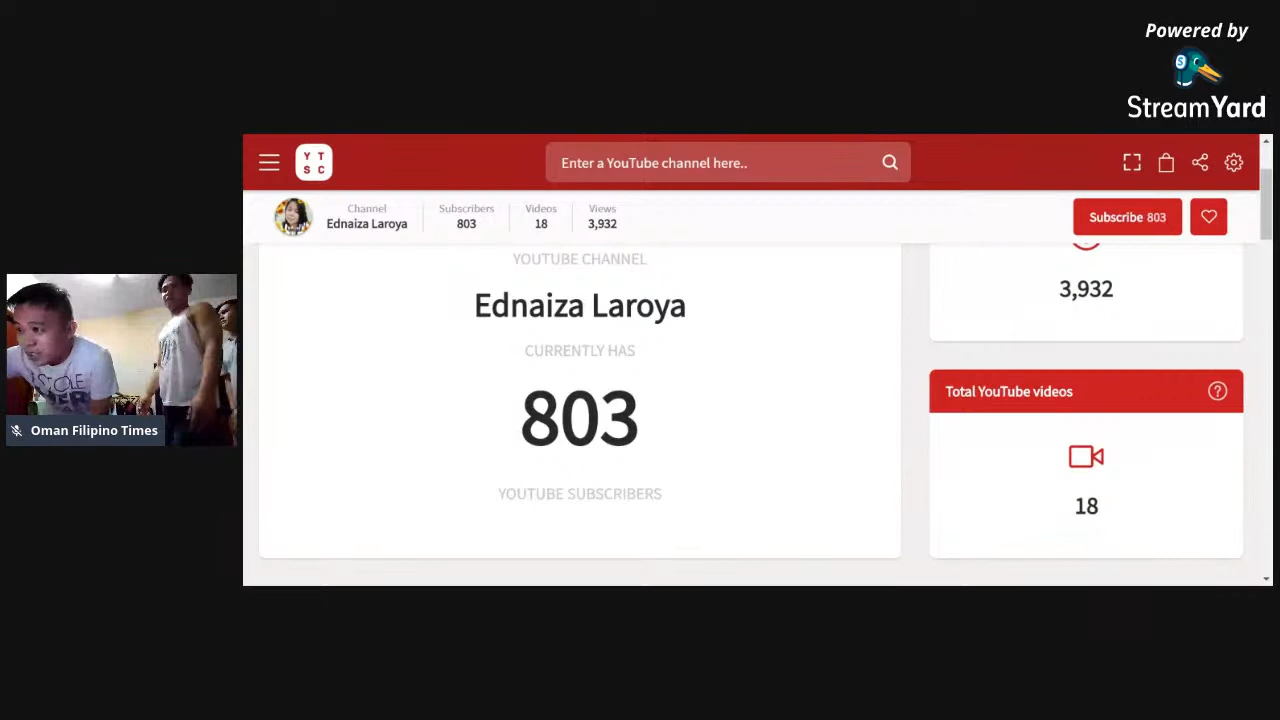 Powered by
StreamYard
Y T
S C
Enter a YouTube channel here..
Channel
Ednaiza Laroya
Subscribers
803
Videos
18
Views
3,932
Subscribe 803
YOUTUBE CHANNEL
Ednaiza Laroya
CURRENTLY HAS
803
YOUTUBE SUBSCRIBERS
3,932
Total YouTube videos
18
Oman Filipino Times